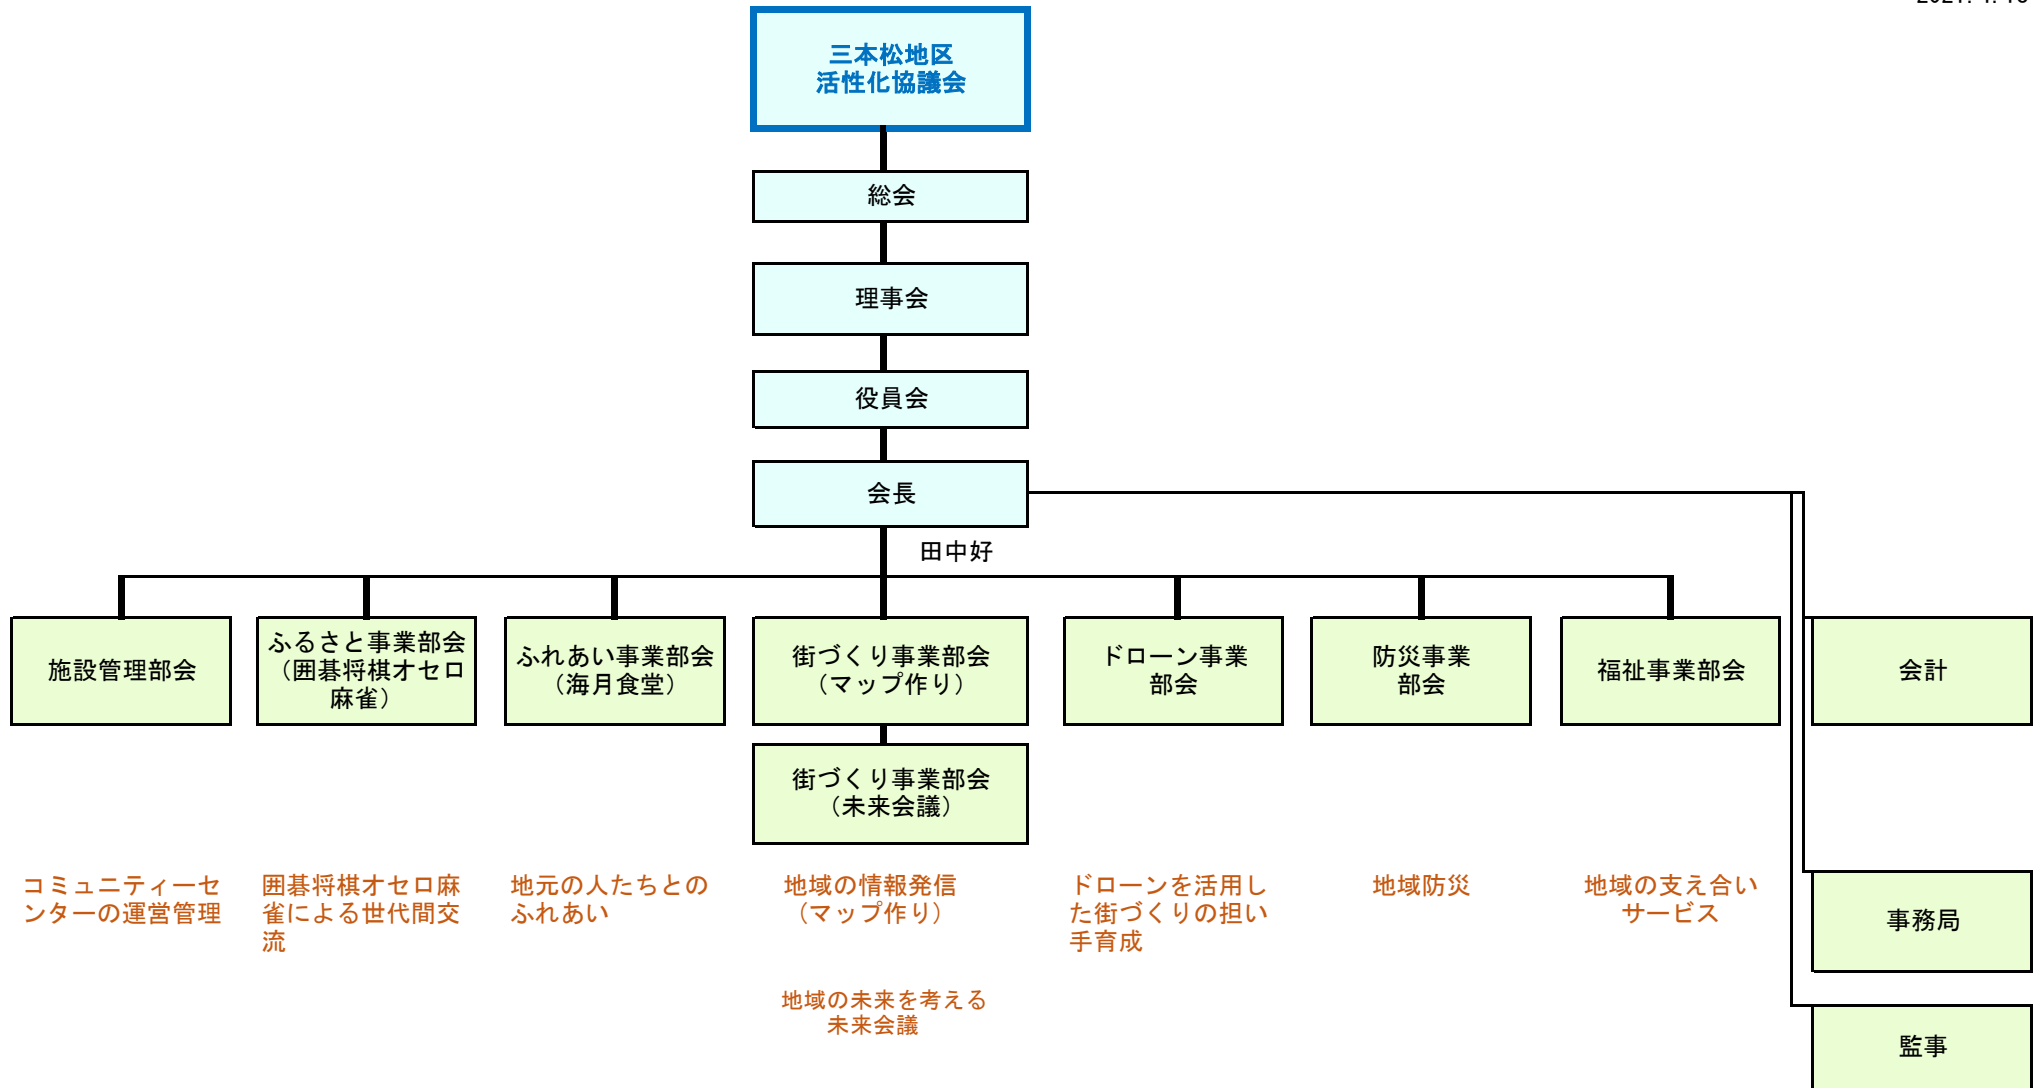 三本松地区
活性化協議会
総会
理事会
役員会
会長
田中好
施設管理部会
ふるさと事業部会
（囲碁将棋オセロ
麻雀）
ふれあい事業部会
（海月食堂）
街づくり事業部会
（マップ作り）
ドローン事業
部会
防災事業
部会
福祉事業部会
会計
街づくり事業部会
（未来会議）
コミュニティーセ
ンターの運営管理
囲碁将棋オセロ麻
雀による世代間交
流
地元の人たちとの
ふれあい
地域の情報発信
（マップ作り）
ドローンを活用し
た街づくりの担い
手育成
地域防災
地域の支え合い
サービス
事務局
地域の未来を考える
未来会議
監事